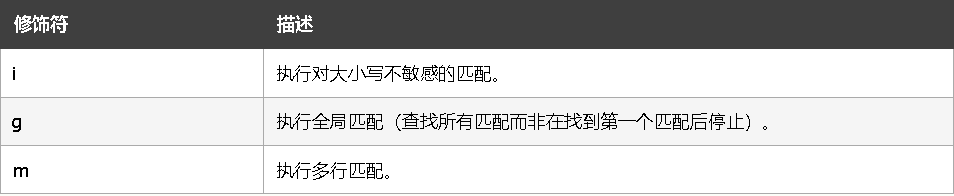 修饰符 描述
i 执行对大小写不敏感的匹配。
g 执行全局匹配（查找所有匹配而非在找到第一个匹配后停止）。
m 执行多行匹配。